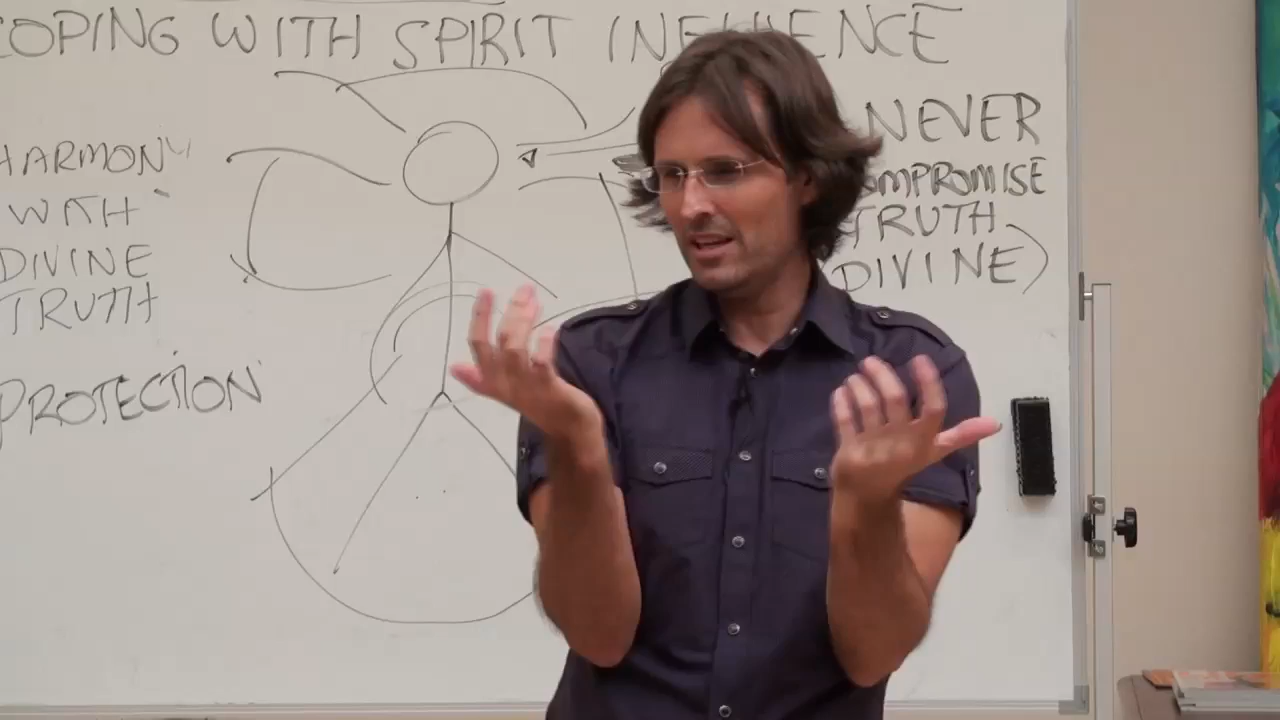 COPING WITH SPIRIT INFLUENCE
HARMONY
WITH
DIVINE
TRUTH
PROTECTION
NEVER
COMPROMISE
TRUTH
(DIVINE)